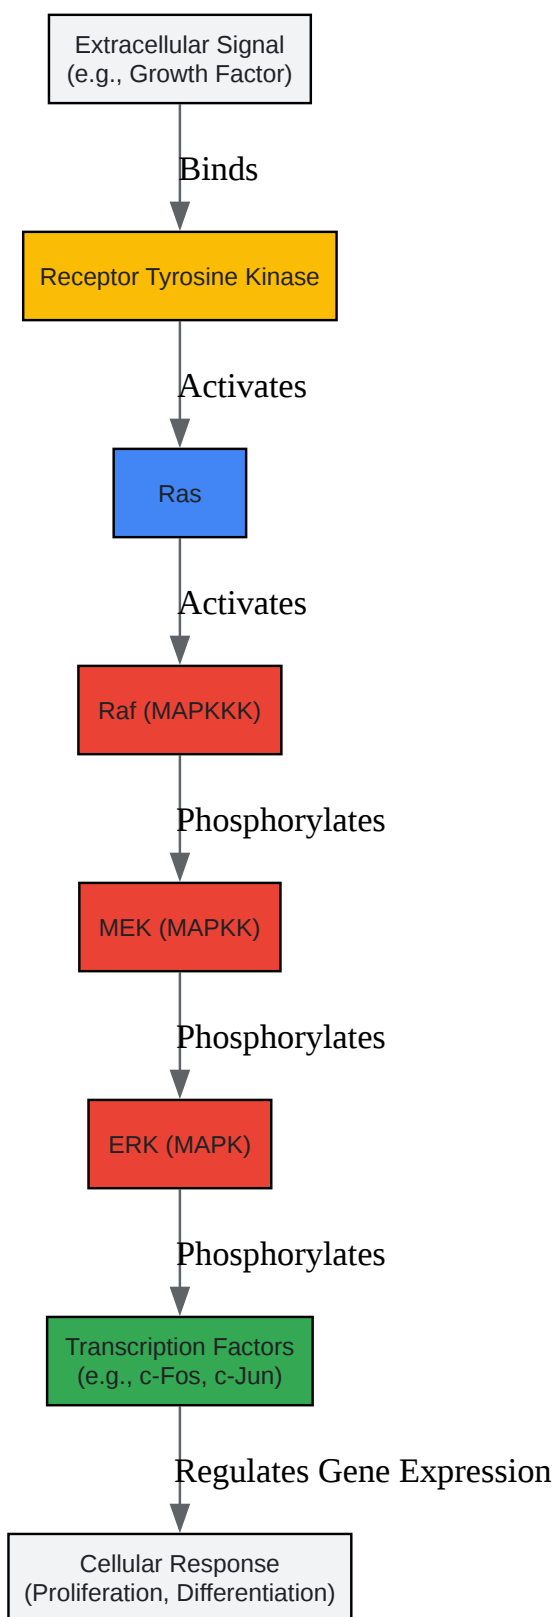 Extracellular Signal
(e.g., Growth Factor)
Binds
Receptor Tyrosine Kinase
Activates
Ras
Activates
Raf (MAPKKK)
Phosphorylates
MEK (MAPKK)
Phosphorylates
ERK (MAPK)
Phosphorylates
Transcription Factors
(e.g., c-Fos, c-Jun)
Regulates Gene Expression
Cellular Response
(Proliferation, Differentiation)